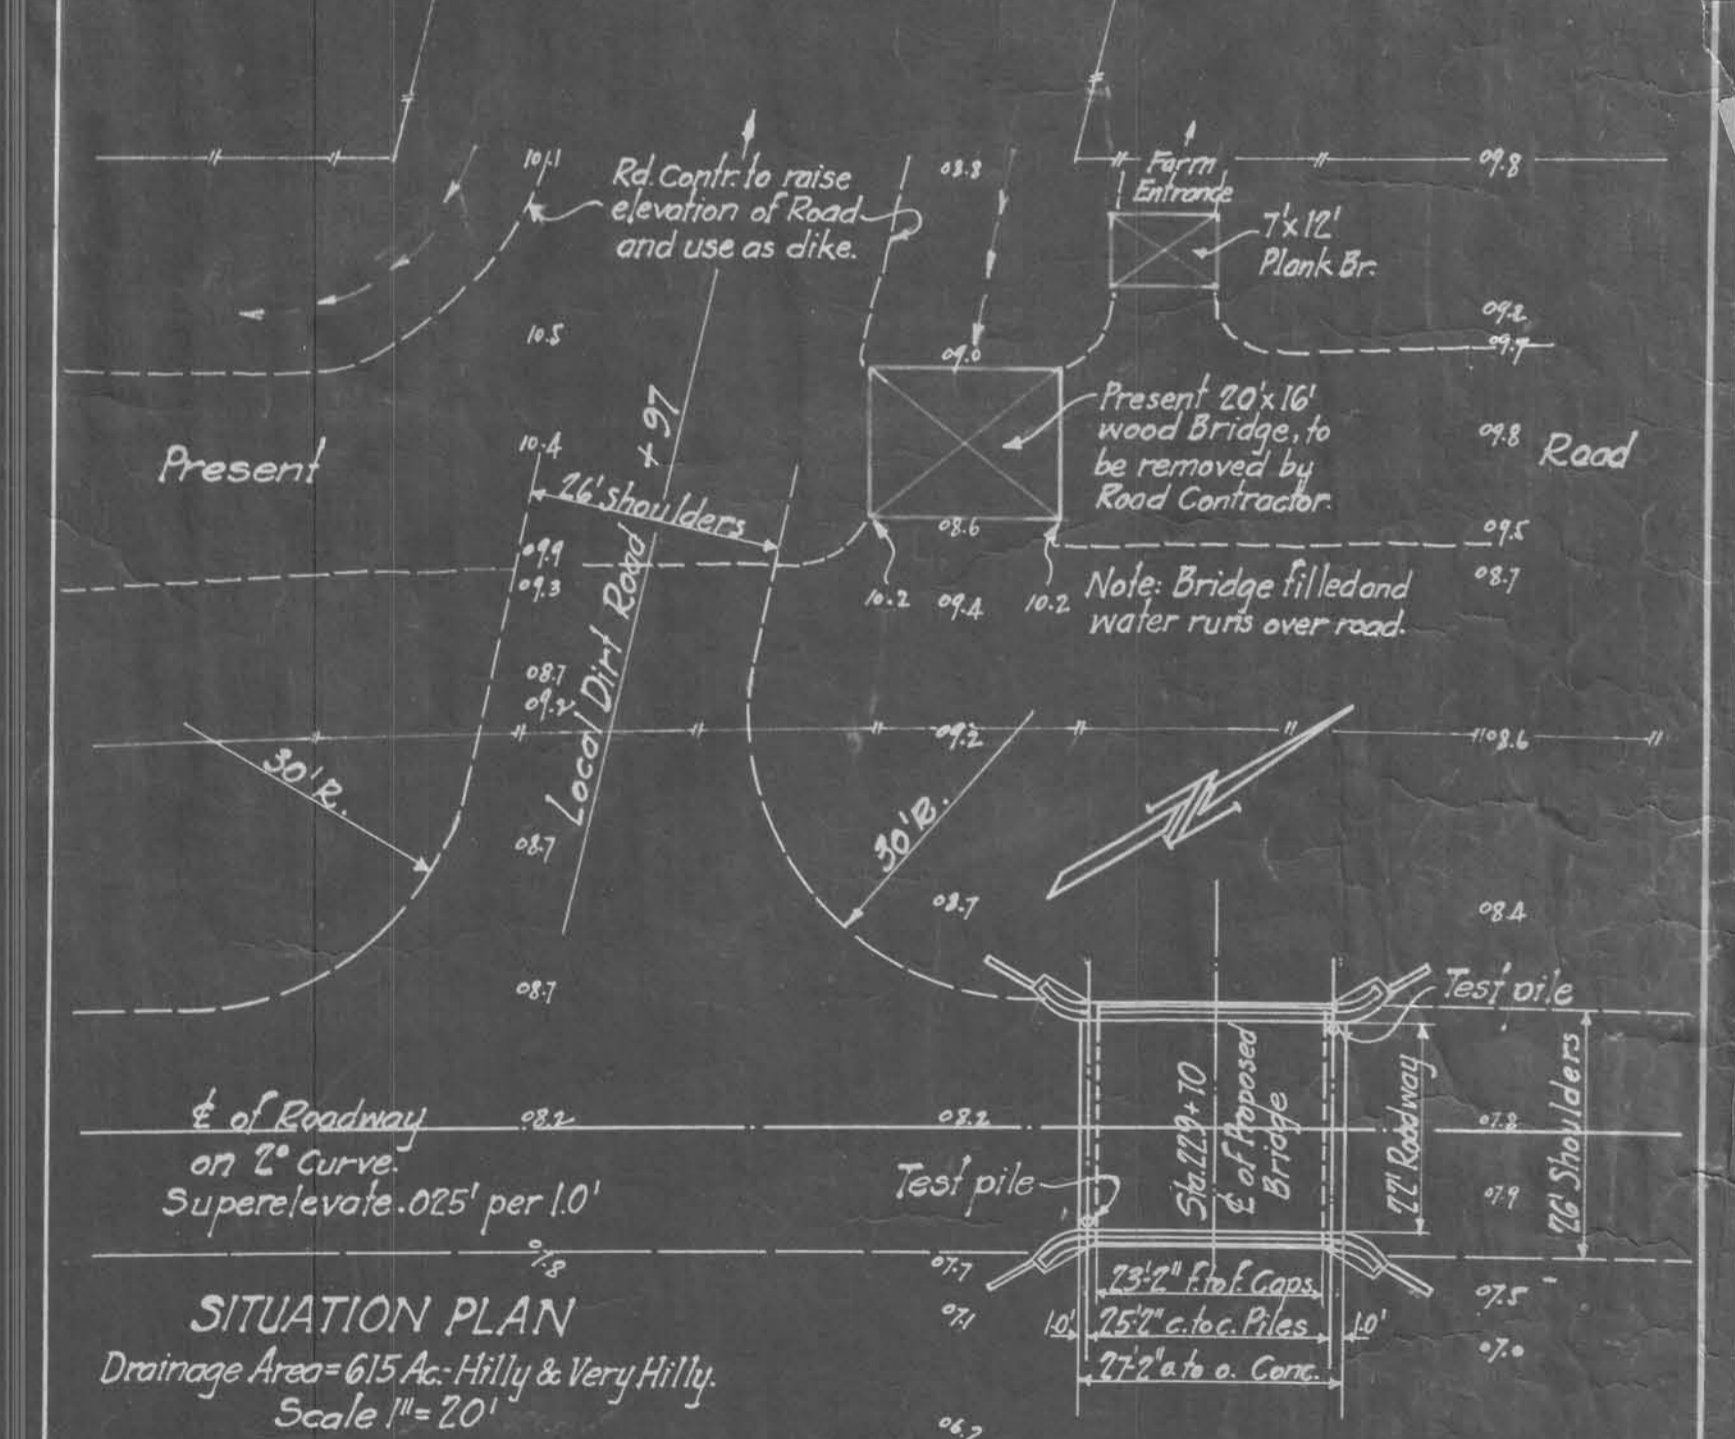 10.1
Rd. Contr. to raise
elevation of Road
and use as dike.
08.8
Farm
Entrance
09.8
7'x12'
Plank Br.
10.5
09.0
09.2
09.7
+97
Present 20'x16'
wood Bridge, to
be removed by
Road Contractor.
09.8
Road
Present
10.4
26' shoulders
08.6
09.5
09.9
09.3
Local Dirt Road
10.2
09.4
10.2
Note: Bridge filled and
water runs over road.
08.7
08.7
09.2
09.2
08.6
30' R.
30' R.
08.7
08.7
08.4
08.7
Test pile
℄ of Roadway
on 2° Curve.
Superelevate .025' per 1.0'
08.2
08.2
Sta. 229+70
℄ of Proposed
Bridge
22' Roadway
07.8
26' Shoulders
Test pile
07.9
07.8
07.7
23'-2" F. to F. Caps.
07.5
SITUATION PLAN
07.1
1.0'
25'-2" c. to c. Piles
1.0'
07.0
Drainage Area = 615 Ac. - Hilly & Very Hilly.
27'-2" o. to o. Conc.
Scale 1" = 20'
06.2